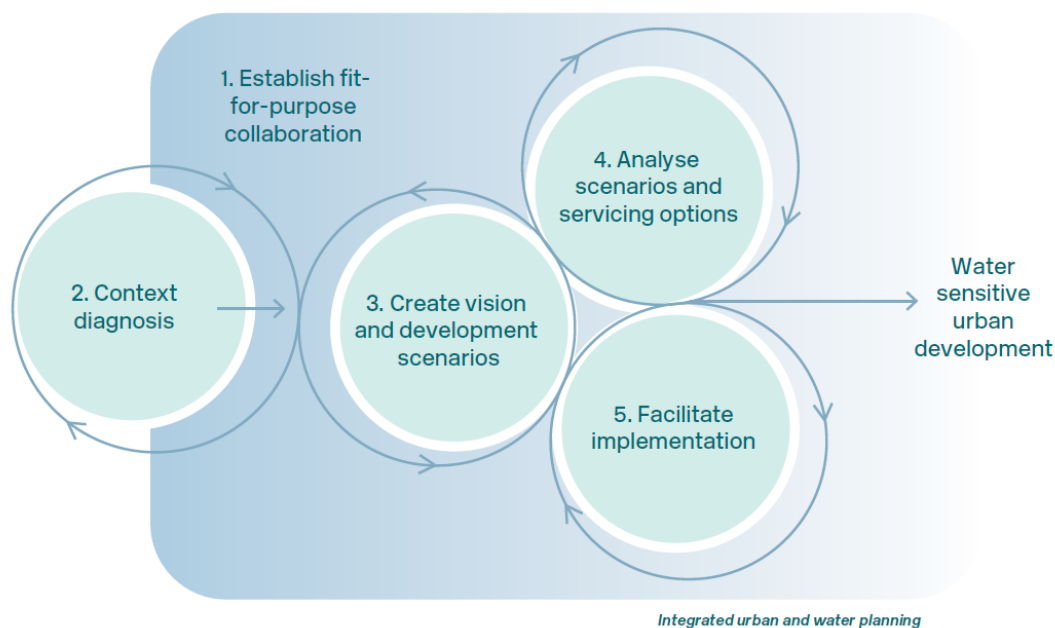 1. Establish fit-
for-purpose
collaboration
2. Context
diagnosis
3. Create vision
and development
scenarios
4. Analyse
scenarios and
servicing options
5. Facilitate
implementation
Water
sensitive
urban
development
Integrated urban and water planning